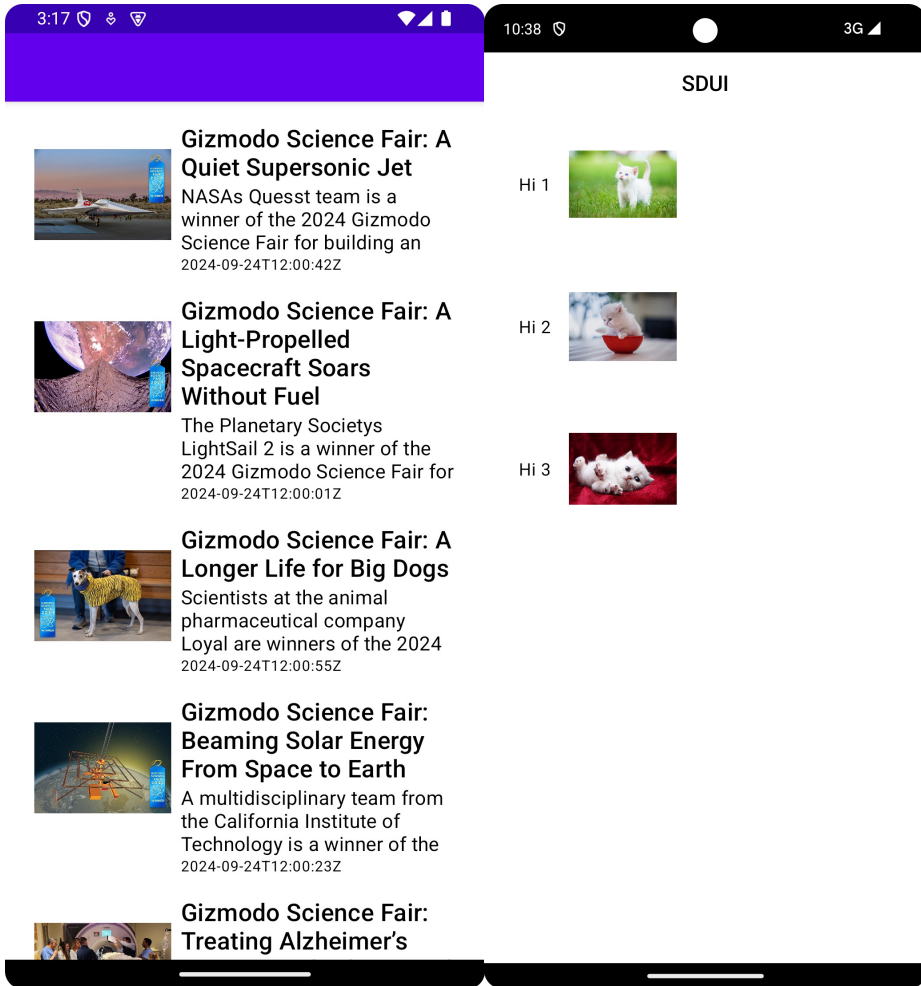 3:17
Gizmodo Science Fair: A
Quiet Supersonic Jet
NASAs Quesst team is a
winner of the 2024 Gizmodo
Science Fair for building an
2024-09-24T12:00:42Z
Gizmodo Science Fair: A
Light-Propelled
Spacecraft Soars
Without Fuel
The Planetary Societys
LightSail 2 is a winner of the
2024 Gizmodo Science Fair for
2024-09-24T12:00:01Z
Gizmodo Science Fair: A
Longer Life for Big Dogs
Scientists at the animal
pharmaceutical company
Loyal are winners of the 2024
2024-09-24T12:00:55Z
Gizmodo Science Fair:
Beaming Solar Energy
From Space to Earth
A multidisciplinary team from
the California Institute of
Technology is a winner of the
2024-09-24T12:00:23Z
Gizmodo Science Fair:
Treating Alzheimer’s
10:38
3G
SDUI
Hi 1
Hi 2
Hi 3